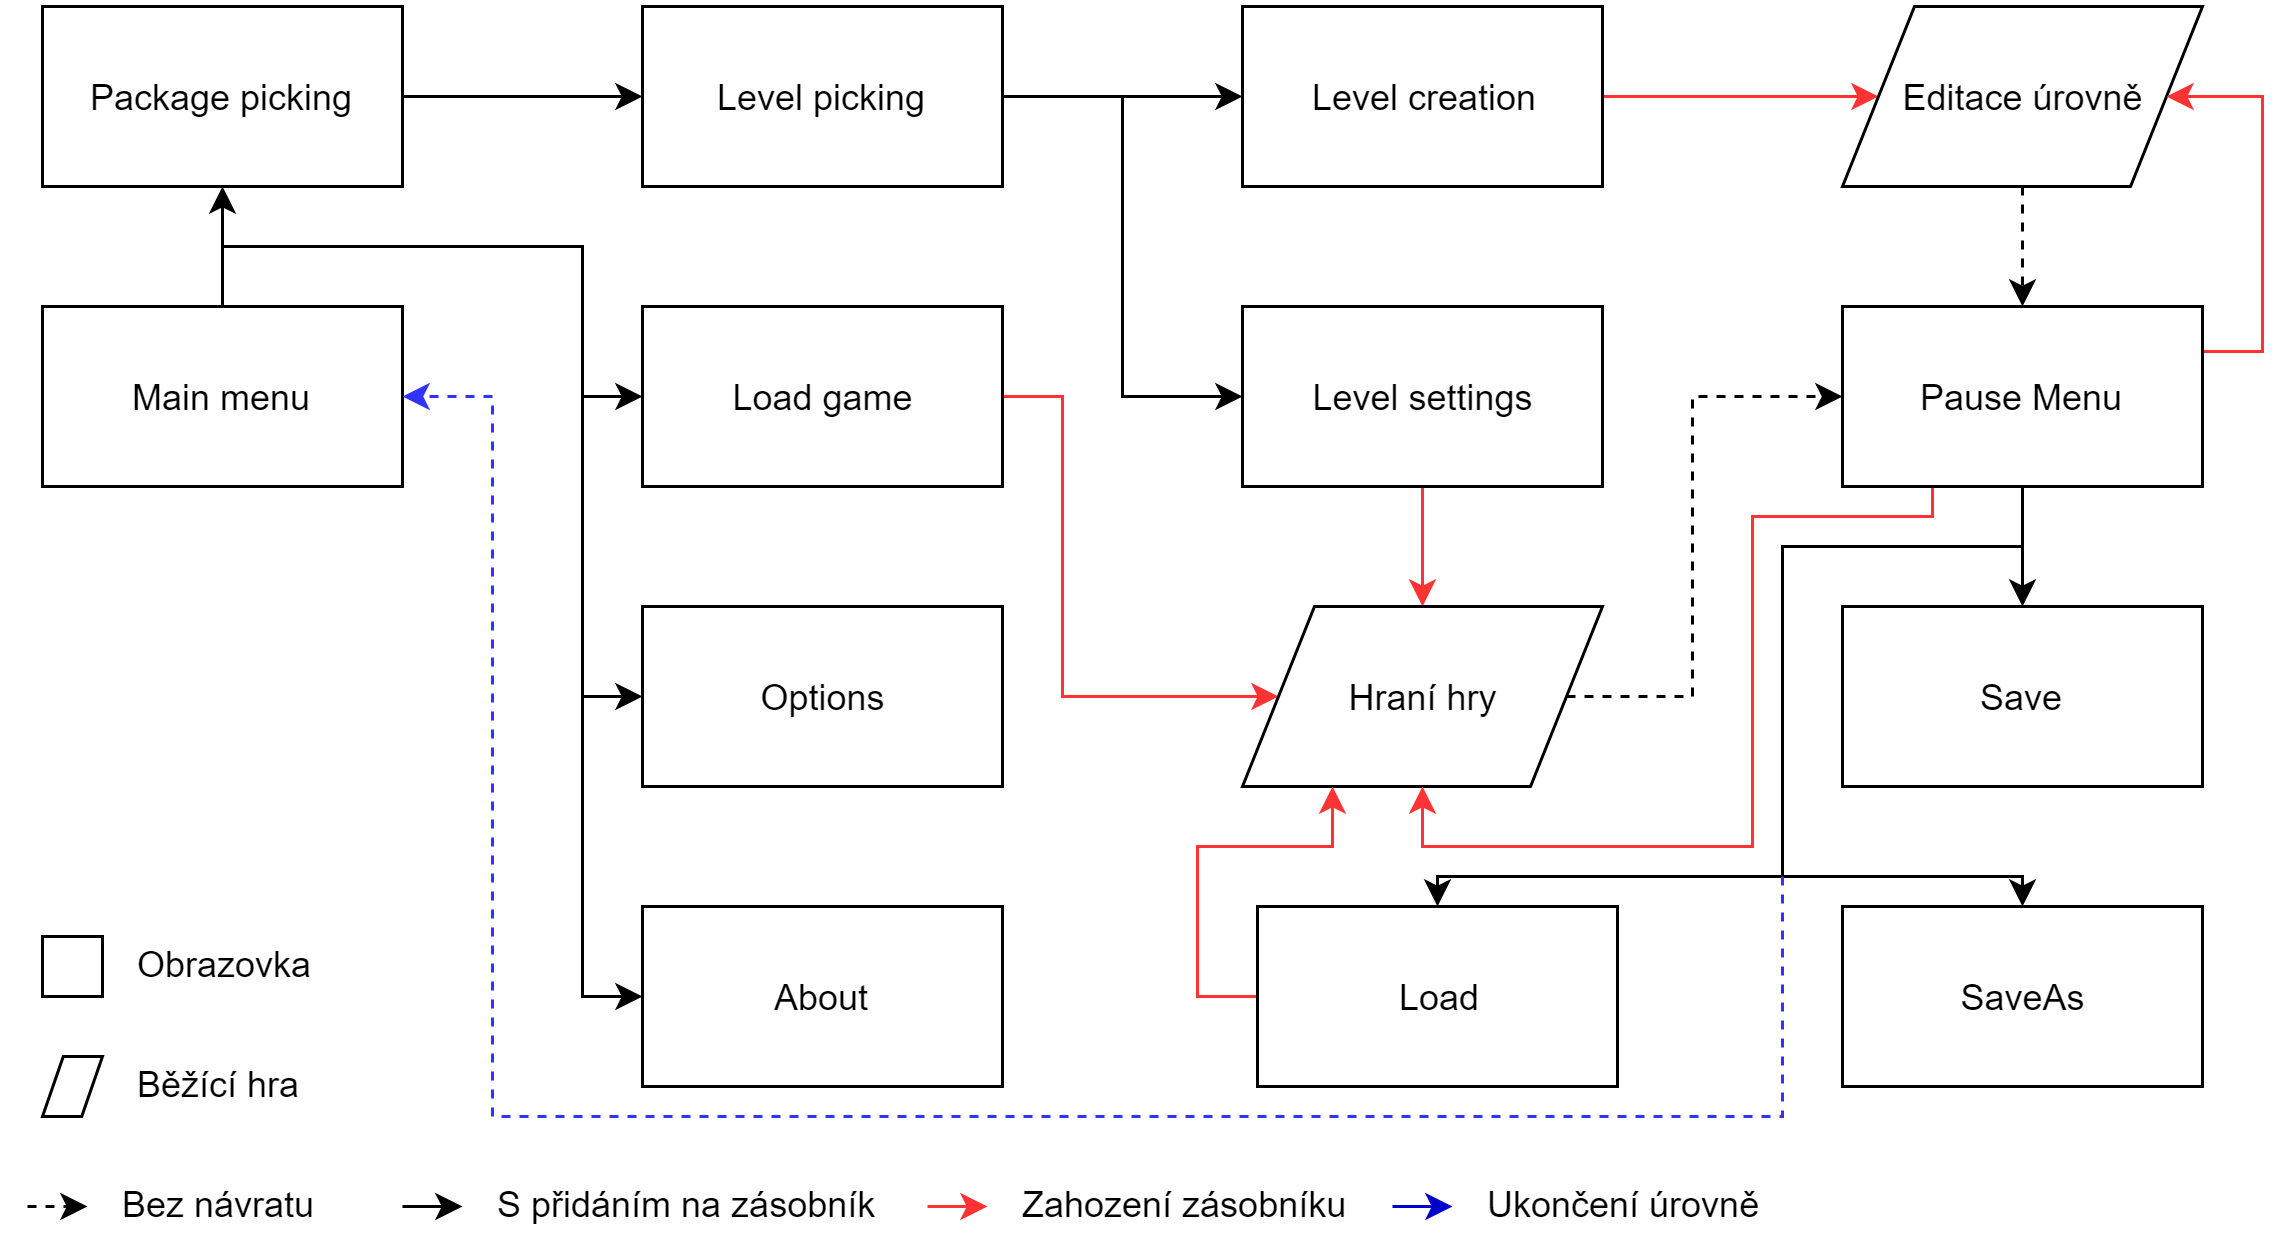 Package picking
Level picking
Level creation
Editace úrovně
Main menu
Load game
Level settings
Pause Menu
Options
Hraní hry
Save
About
Load
SaveAs
Obrazovka
Běžící hra
Bez návratu
S přidáním na zásobník
Zahození zásobníku
Ukončení úrovně